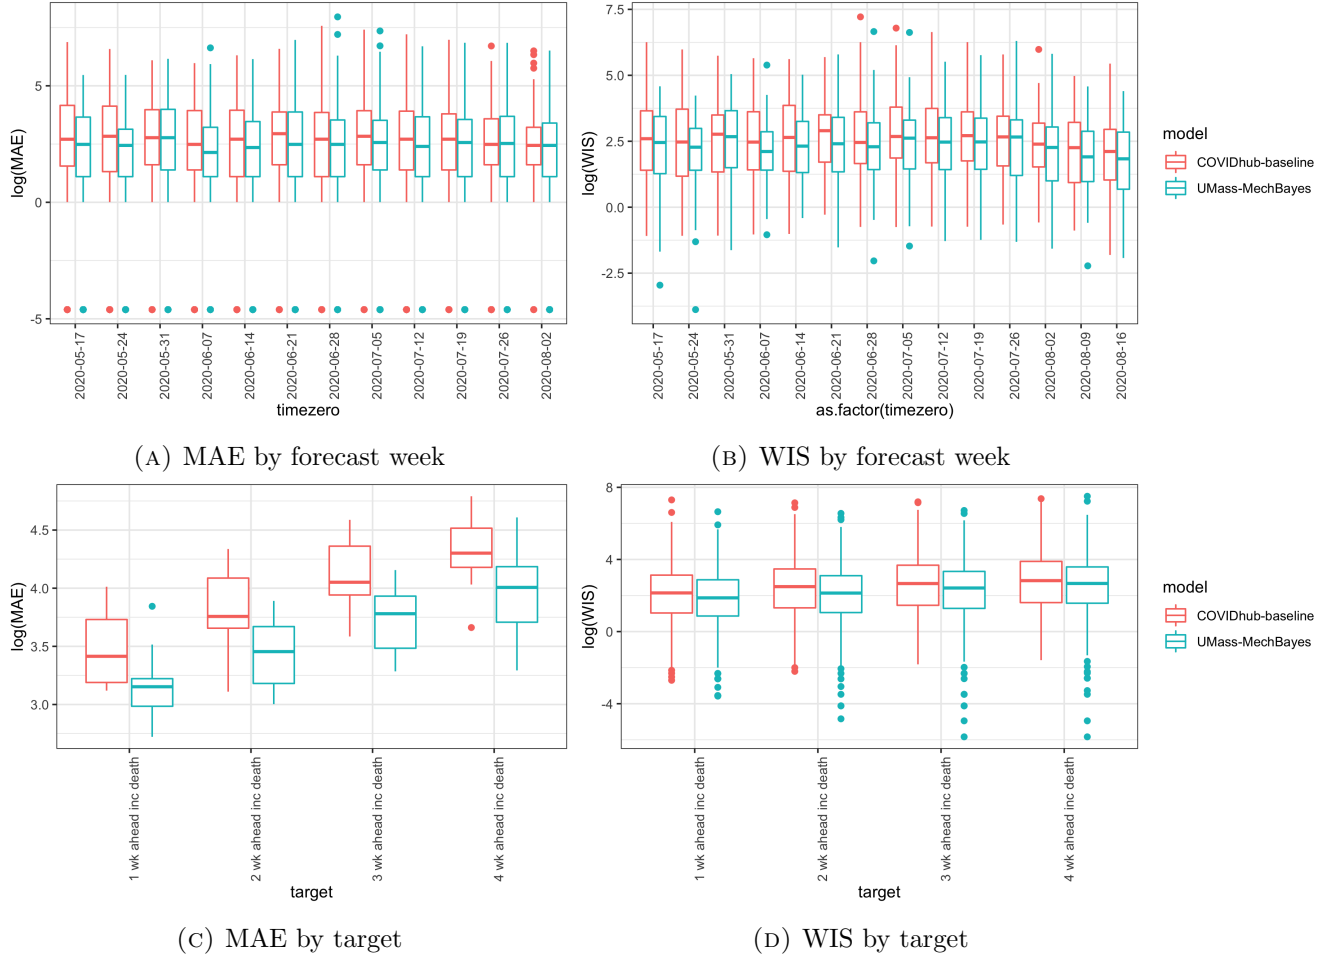 5
0
-5
log(MAE)
2020-05-17
2020-05-24
2020-05-31
2020-06-07
2020-06-14
2020-06-21
2020-06-28
2020-07-05
2020-07-12
2020-07-19
2020-07-26
2020-08-02
timezero
(A) MAE by forecast week
7.5
5.0
2.5
0.0
-2.5
log(WIS)
2020-05-17
2020-05-24
2020-05-31
2020-06-07
2020-06-14
2020-06-21
2020-06-28
2020-07-05
2020-07-12
2020-07-19
2020-07-26
2020-08-02
2020-08-09
2020-08-16
as.factor(timezero)
(B) WIS by forecast week
model
COVIDhub-baseline
UMass-MechBayes
4.5
4.0
3.5
3.0
log(MAE)
1 wk ahead inc death
2 wk ahead inc death
3 wk ahead inc death
4 wk ahead inc death
target
(C) MAE by target
8
4
0
-4
log(WIS)
1 wk ahead inc death
2 wk ahead inc death
3 wk ahead inc death
4 wk ahead inc death
target
(D) WIS by target
model
COVIDhub-baseline
UMass-MechBayes